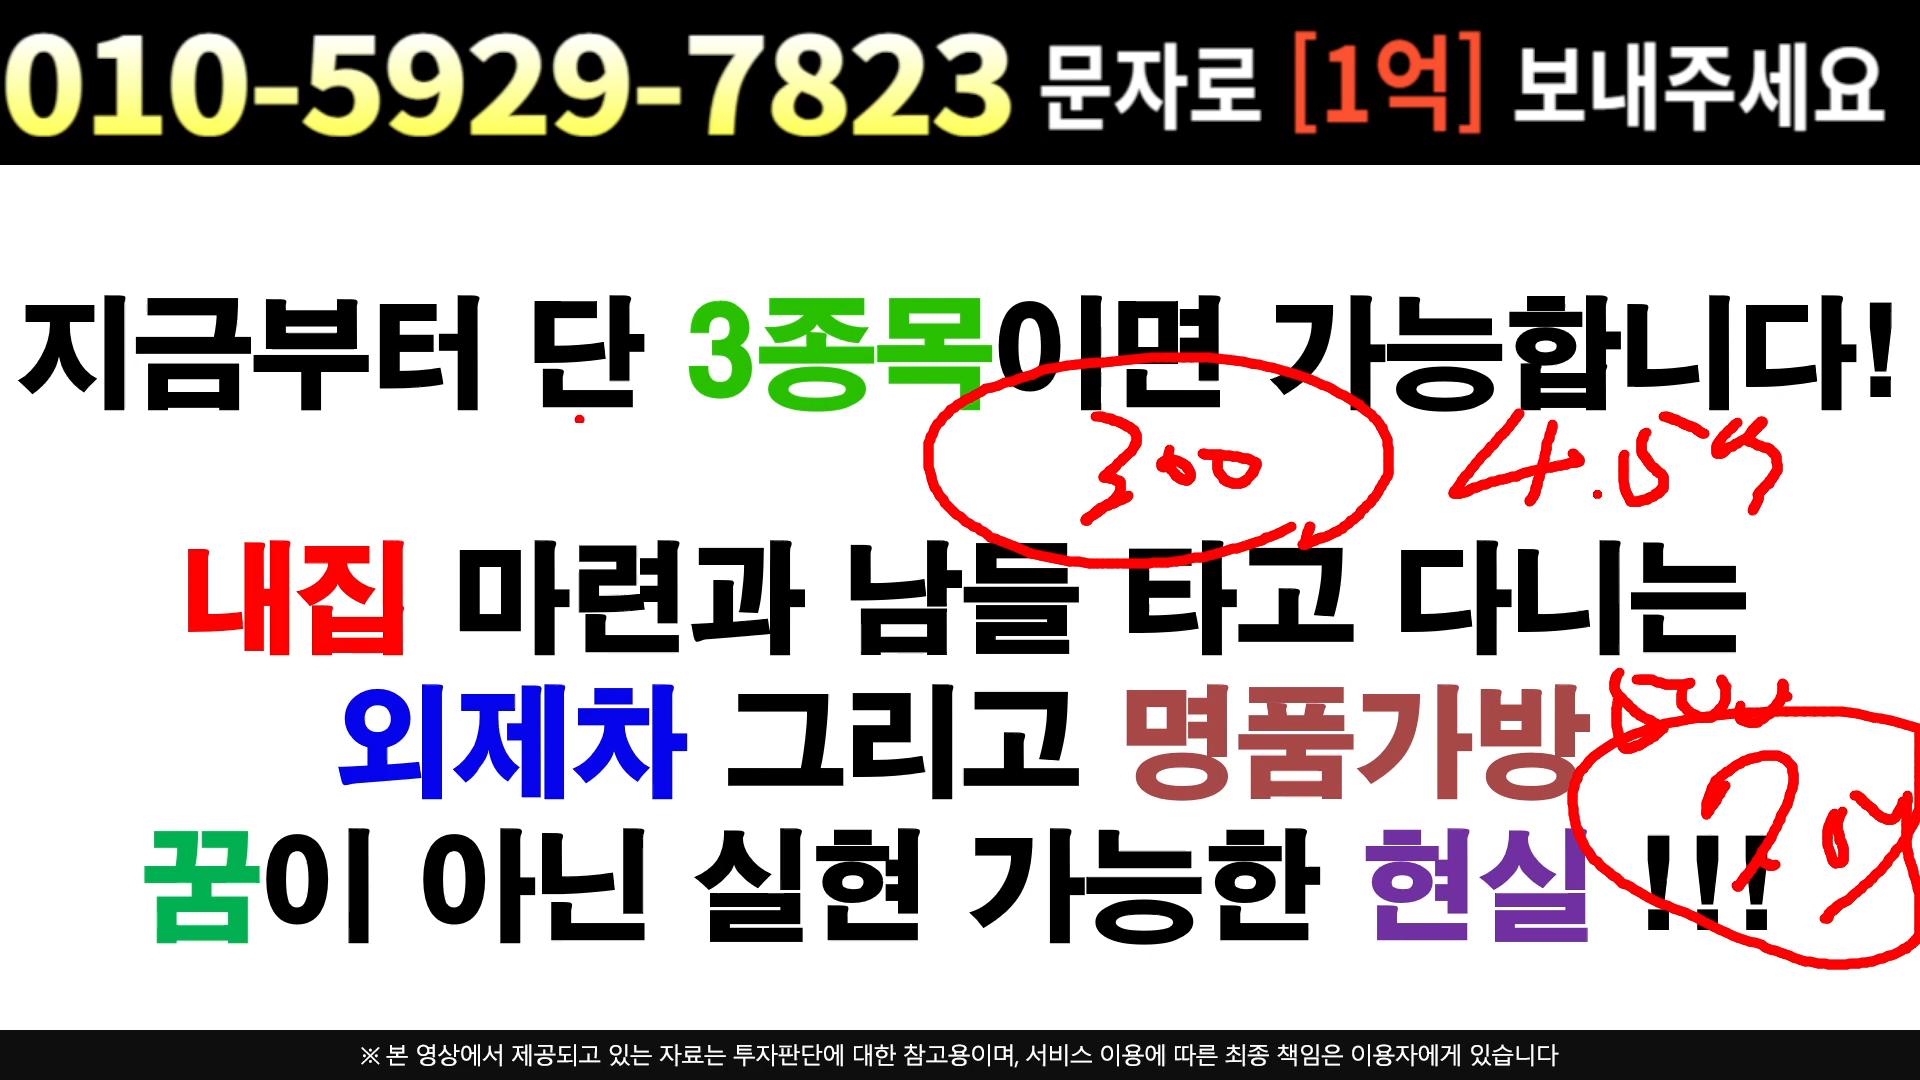 010-5929-7823 문자로 [1억] 보내주세요
지금부터 단 3종목이면 가능합니다!
300
4.5억
내집 마련과 남들 타고 다니는
외제차 그리고 명품가방
500
꿈이 아닌 실현 가능한 현실 !!!
※ 본 영상에서 제공되고 있는 자료는 투자판단에 대한 참고용이며, 서비스 이용에 따른 최종 책임은 이용자에게 있습니다